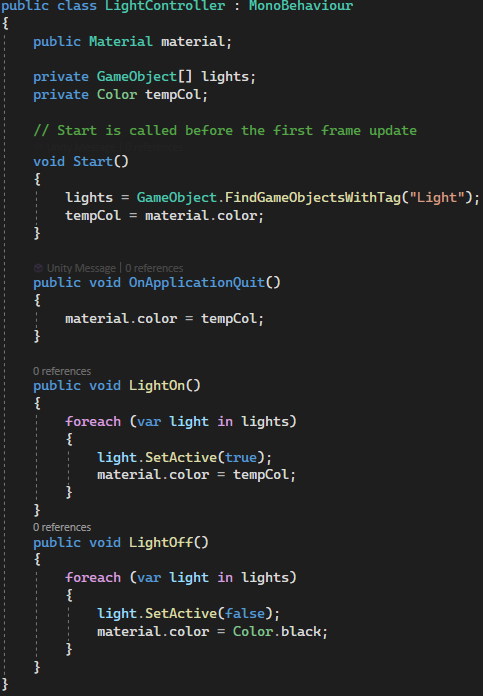 public class LightController : MonoBehaviour
{
public Material material;
private GameObject[] lights;
private Color tempCol;
// Start is called before the first frame update
void Start()
{
lights = GameObject.FindGameObjectsWithTag("Light");
tempCol = material.color;
}
Unity Message | 0 references
public void OnApplicationQuit()
{
material.color = tempCol;
}
0 references
public void LightOn()
{
foreach (var light in lights)
{
light.SetActive(true);
material.color = tempCol;
}
}
0 references
public void LightOff()
{
foreach (var light in lights)
{
light.SetActive(false);
material.color = Color.black;
}
}
}